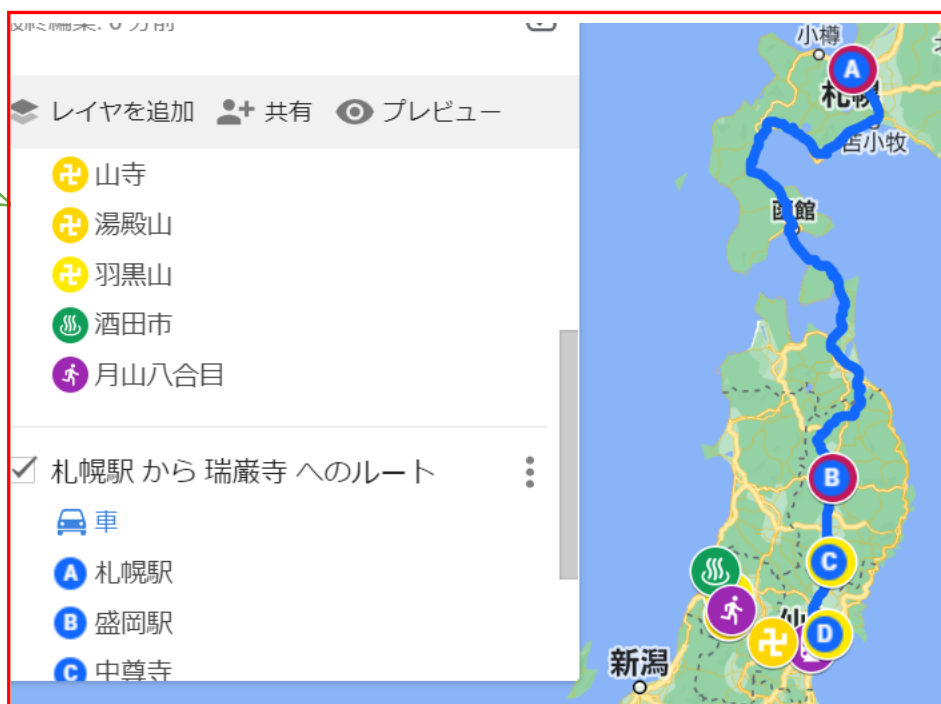 レイヤを追加 共有 プレビュー
山寺
湯殿山
羽黒山
酒田市
月山八合目
札幌駅 から 瑞巌寺 へのルート
車
A 札幌駅
B 盛岡駅
C 中尊寺
小樽
A
札幌
苫小牧
函館
B
C
仙
D
新潟